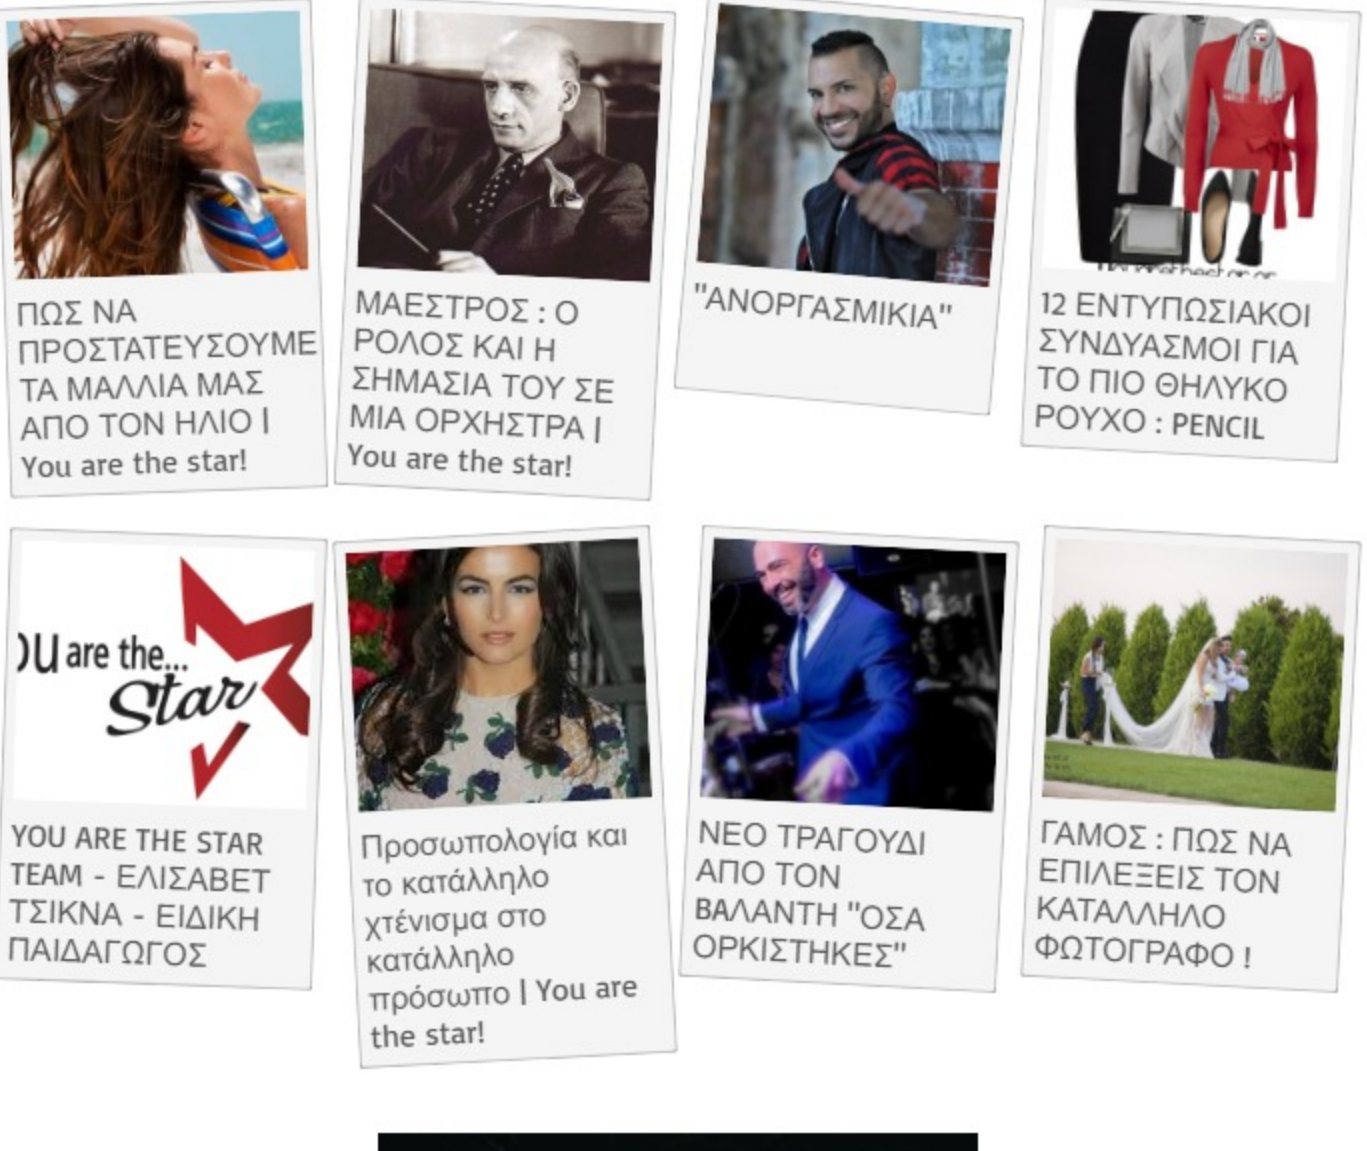 ΠΩΣ ΝΑ
ΠΡΟΣΤΑΤΕΥΣΟΥΜΕ
ΤΑ ΜΑΛΛΙΑ ΜΑΣ
ΑΠΟ ΤΟΝ ΗΛΙΟ |
You are the star!
ΜΑΕΣΤΡΟΣ : Ο
ΡΟΛΟΣ ΚΑΙ Η
ΣΗΜΑΣΙΑ ΤΟΥ ΣΕ
ΜΙΑ ΟΡΧΗΣΤΡΑ |
You are the star!
"ΑΝΟΡΓΑΣΜΙΚΙΑ"
12 ΕΝΤΥΠΩΣΙΑΚΟΙ
ΣΥΝΔΥΑΣΜΟΙ ΓΙΑ
ΤΟ ΠΙΟ ΘΗΛΥΚΟ
ΡΟΥΧΟ : PENCIL
OU are the...
Star
YOU ARE THE STAR
TEAM - ΕΛΙΣΑΒΕΤ
ΤΣΙΚΝΑ - ΕΙΔΙΚΗ
ΠΑΙΔΑΓΩΓΟΣ
Προσωπολογία και
το κατάλληλο
χτένισμα στο
κατάλληλο
πρόσωπο | You are
the star!
ΝΕΟ ΤΡΑΓΟΥΔΙ
ΑΠΟ ΤΟΝ
ΒΑΛΑΝΤΗ "ΟΣΑ
ΟΡΚΙΣΤΗΚΕΣ"
ΓΑΜΟΣ : ΠΩΣ ΝΑ
ΕΠΙΛΕΞΕΙΣ ΤΟΝ
ΚΑΤΑΛΛΗΛΟ
ΦΩΤΟΓΡΑΦΟ !